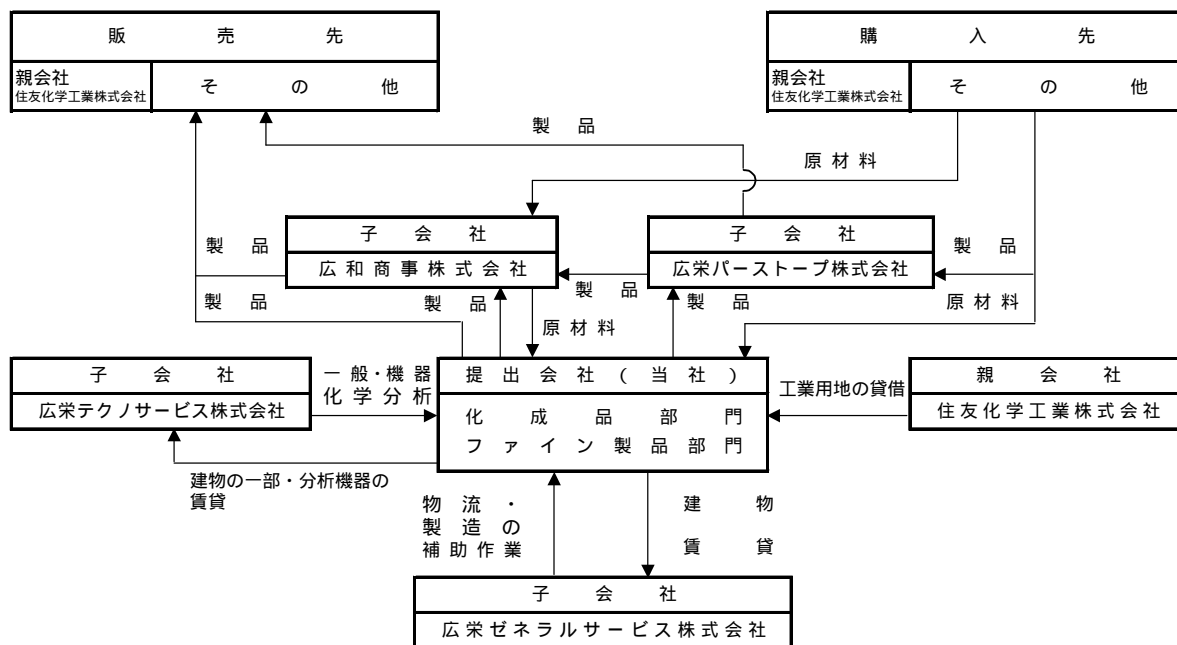 販売先
親会社
住友化学工業株式会社
その他
購入先
親会社
住友化学工業株式会社
その他
製品
原材料
子会社
広和商事株式会社
子会社
広栄パーストープ株式会社
製品
製品
製品
製品
製品
製品
原材料
原材料
子会社
広栄テクノサービス株式会社
一般・機器
化学分析
提出会社(当社)
化成品部門
ファイン製品部門
工業用地の貸借
親会社
住友化学工業株式会社
建物の一部・分析機器の
賃貸
物流・
製造の
補助作業
建物
賃貸
子会社
広栄ゼネラルサービス株式会社